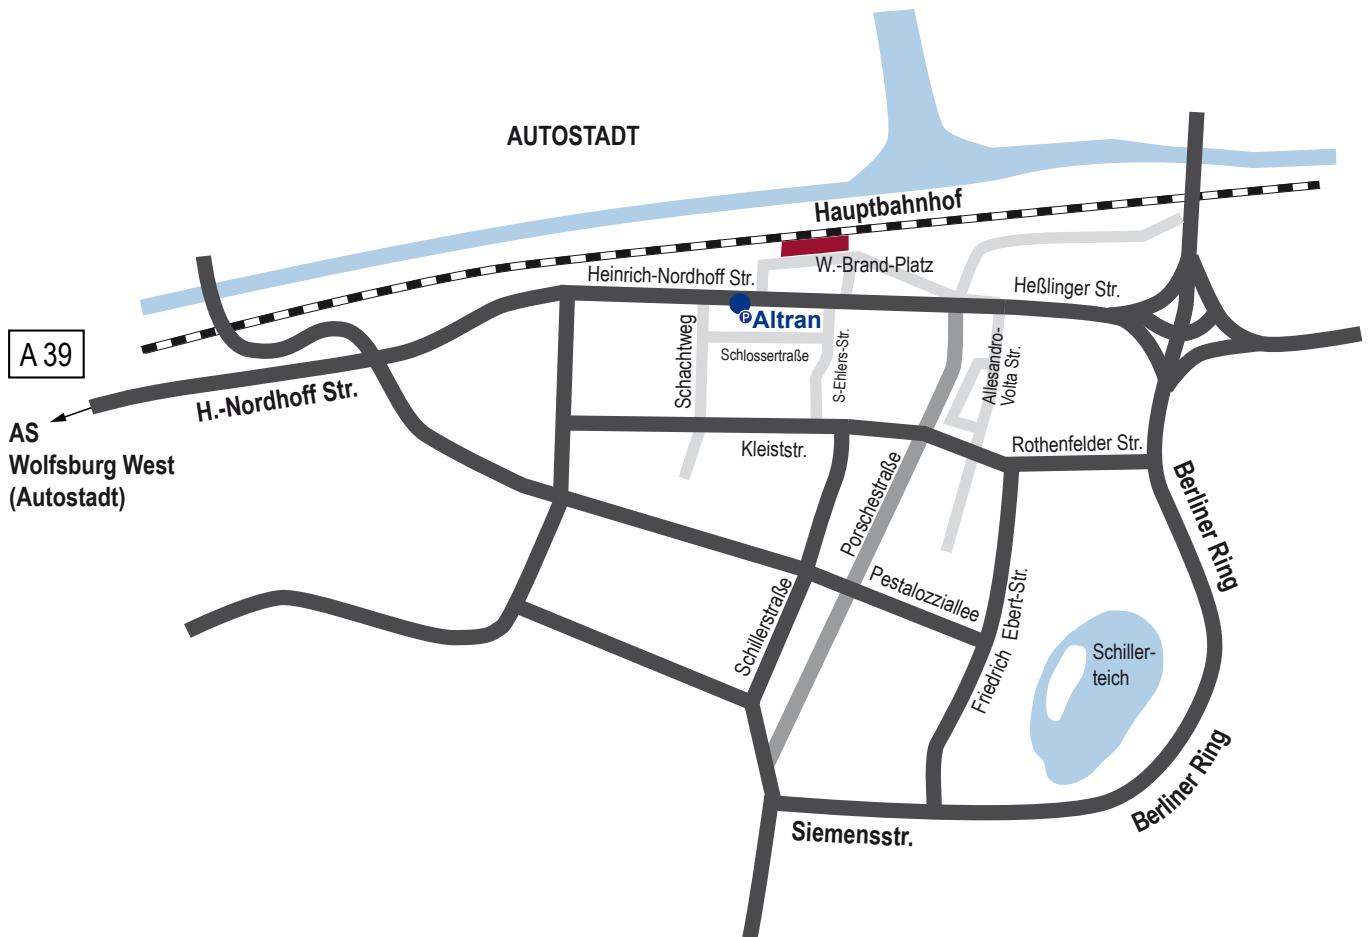 AUTOSTADT
Hauptbahnhof
W.-Brand-Platz
Heinrich-Nordhoff Str.
Heßlinger Str.
P
Altran
A 39
Schachtweg
Schlossertraße
S-Ehlers-Str.
Allesandro-
Volta Str.
H.-Nordhoff Str.
AS
Wolfsburg West
(Autostadt)
Kleiststr.
Rothenfelder Str.
Porschestraße
Berliner Ring
Pestalozziallee
Schillerstraße
Friedrich Ebert-Str.
Schiller-
teich
Berliner Ring
Siemensstr.